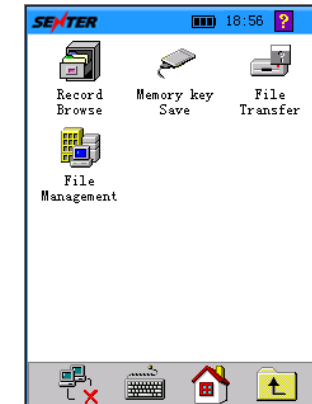 SENTER 18:56 ?
Record Memory key File
Browse Save Transfer
File
Management